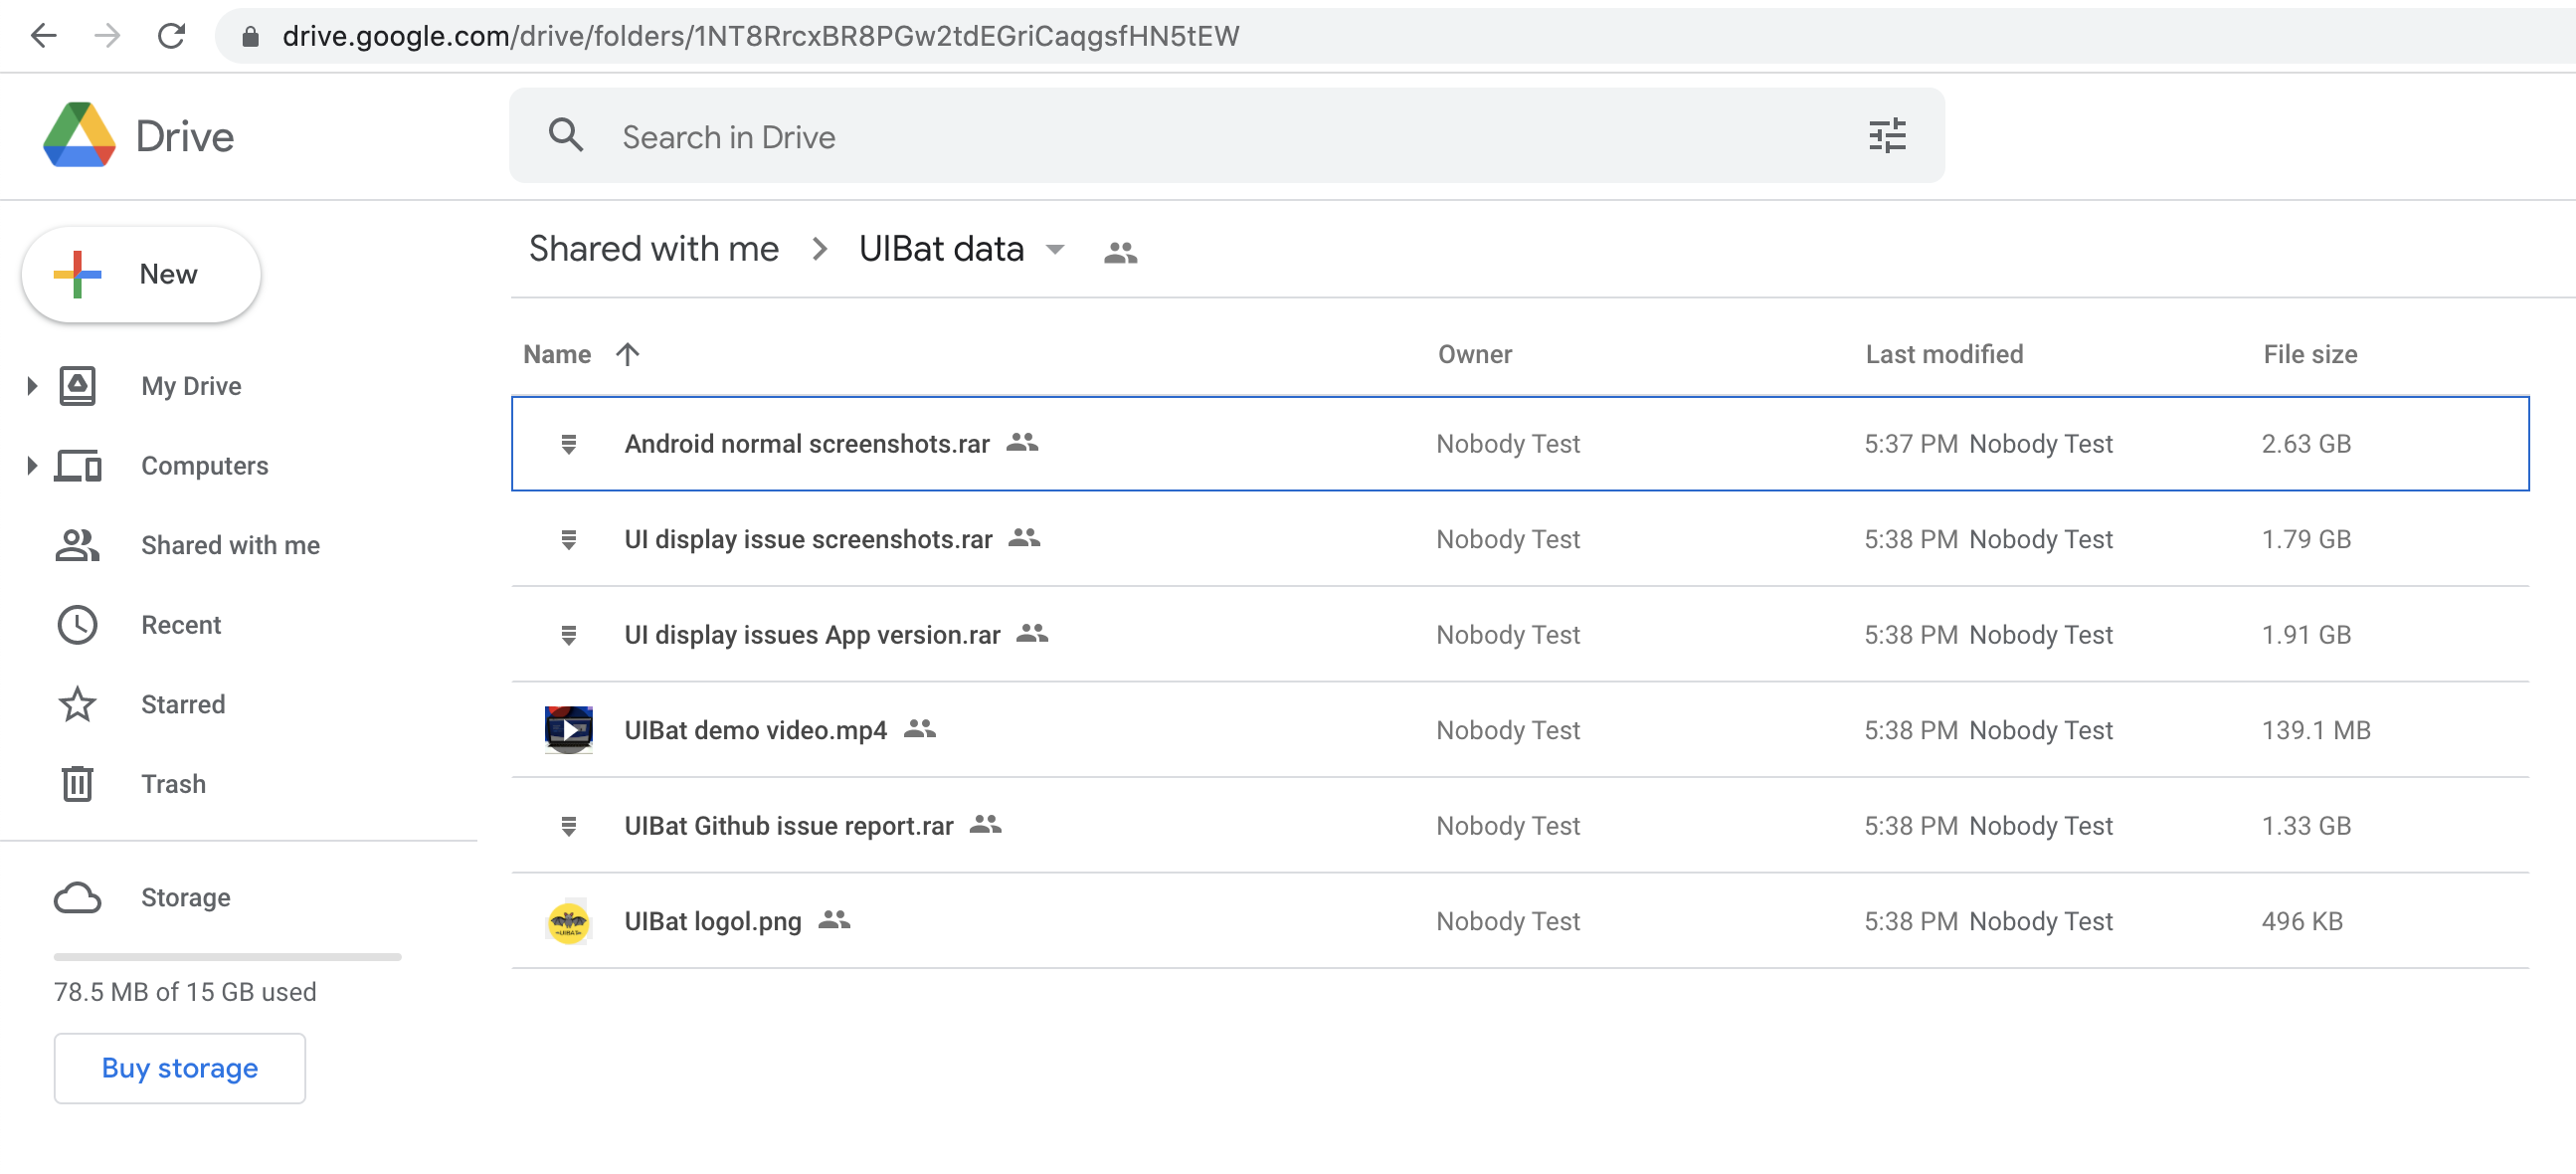 drive.google.com/drive/folders/1NT8RrcxBR8PGw2tdEGriCaqgsfHN5tEW
Drive
Search in Drive
New
My Drive
Computers
Shared with me
Recent
Starred
Trash
Storage
78.5 MB of 15 GB used
Buy storage
Shared with me UIBat data
Name Owner Last modified File size
Android normal screenshots.rar Nobody Test 5:37 PM Nobody Test 2.63 GB
UI display issue screenshots.rar Nobody Test 5:38 PM Nobody Test 1.79 GB
UI display issues App version.rar Nobody Test 5:38 PM Nobody Test 1.91 GB
UIBat demo video.mp4 Nobody Test 5:38 PM Nobody Test 139.1 MB
UIBat Github issue report.rar Nobody Test 5:38 PM Nobody Test 1.33 GB
UIBAT
UIBat logol.png Nobody Test 5:38 PM Nobody Test 496 KB